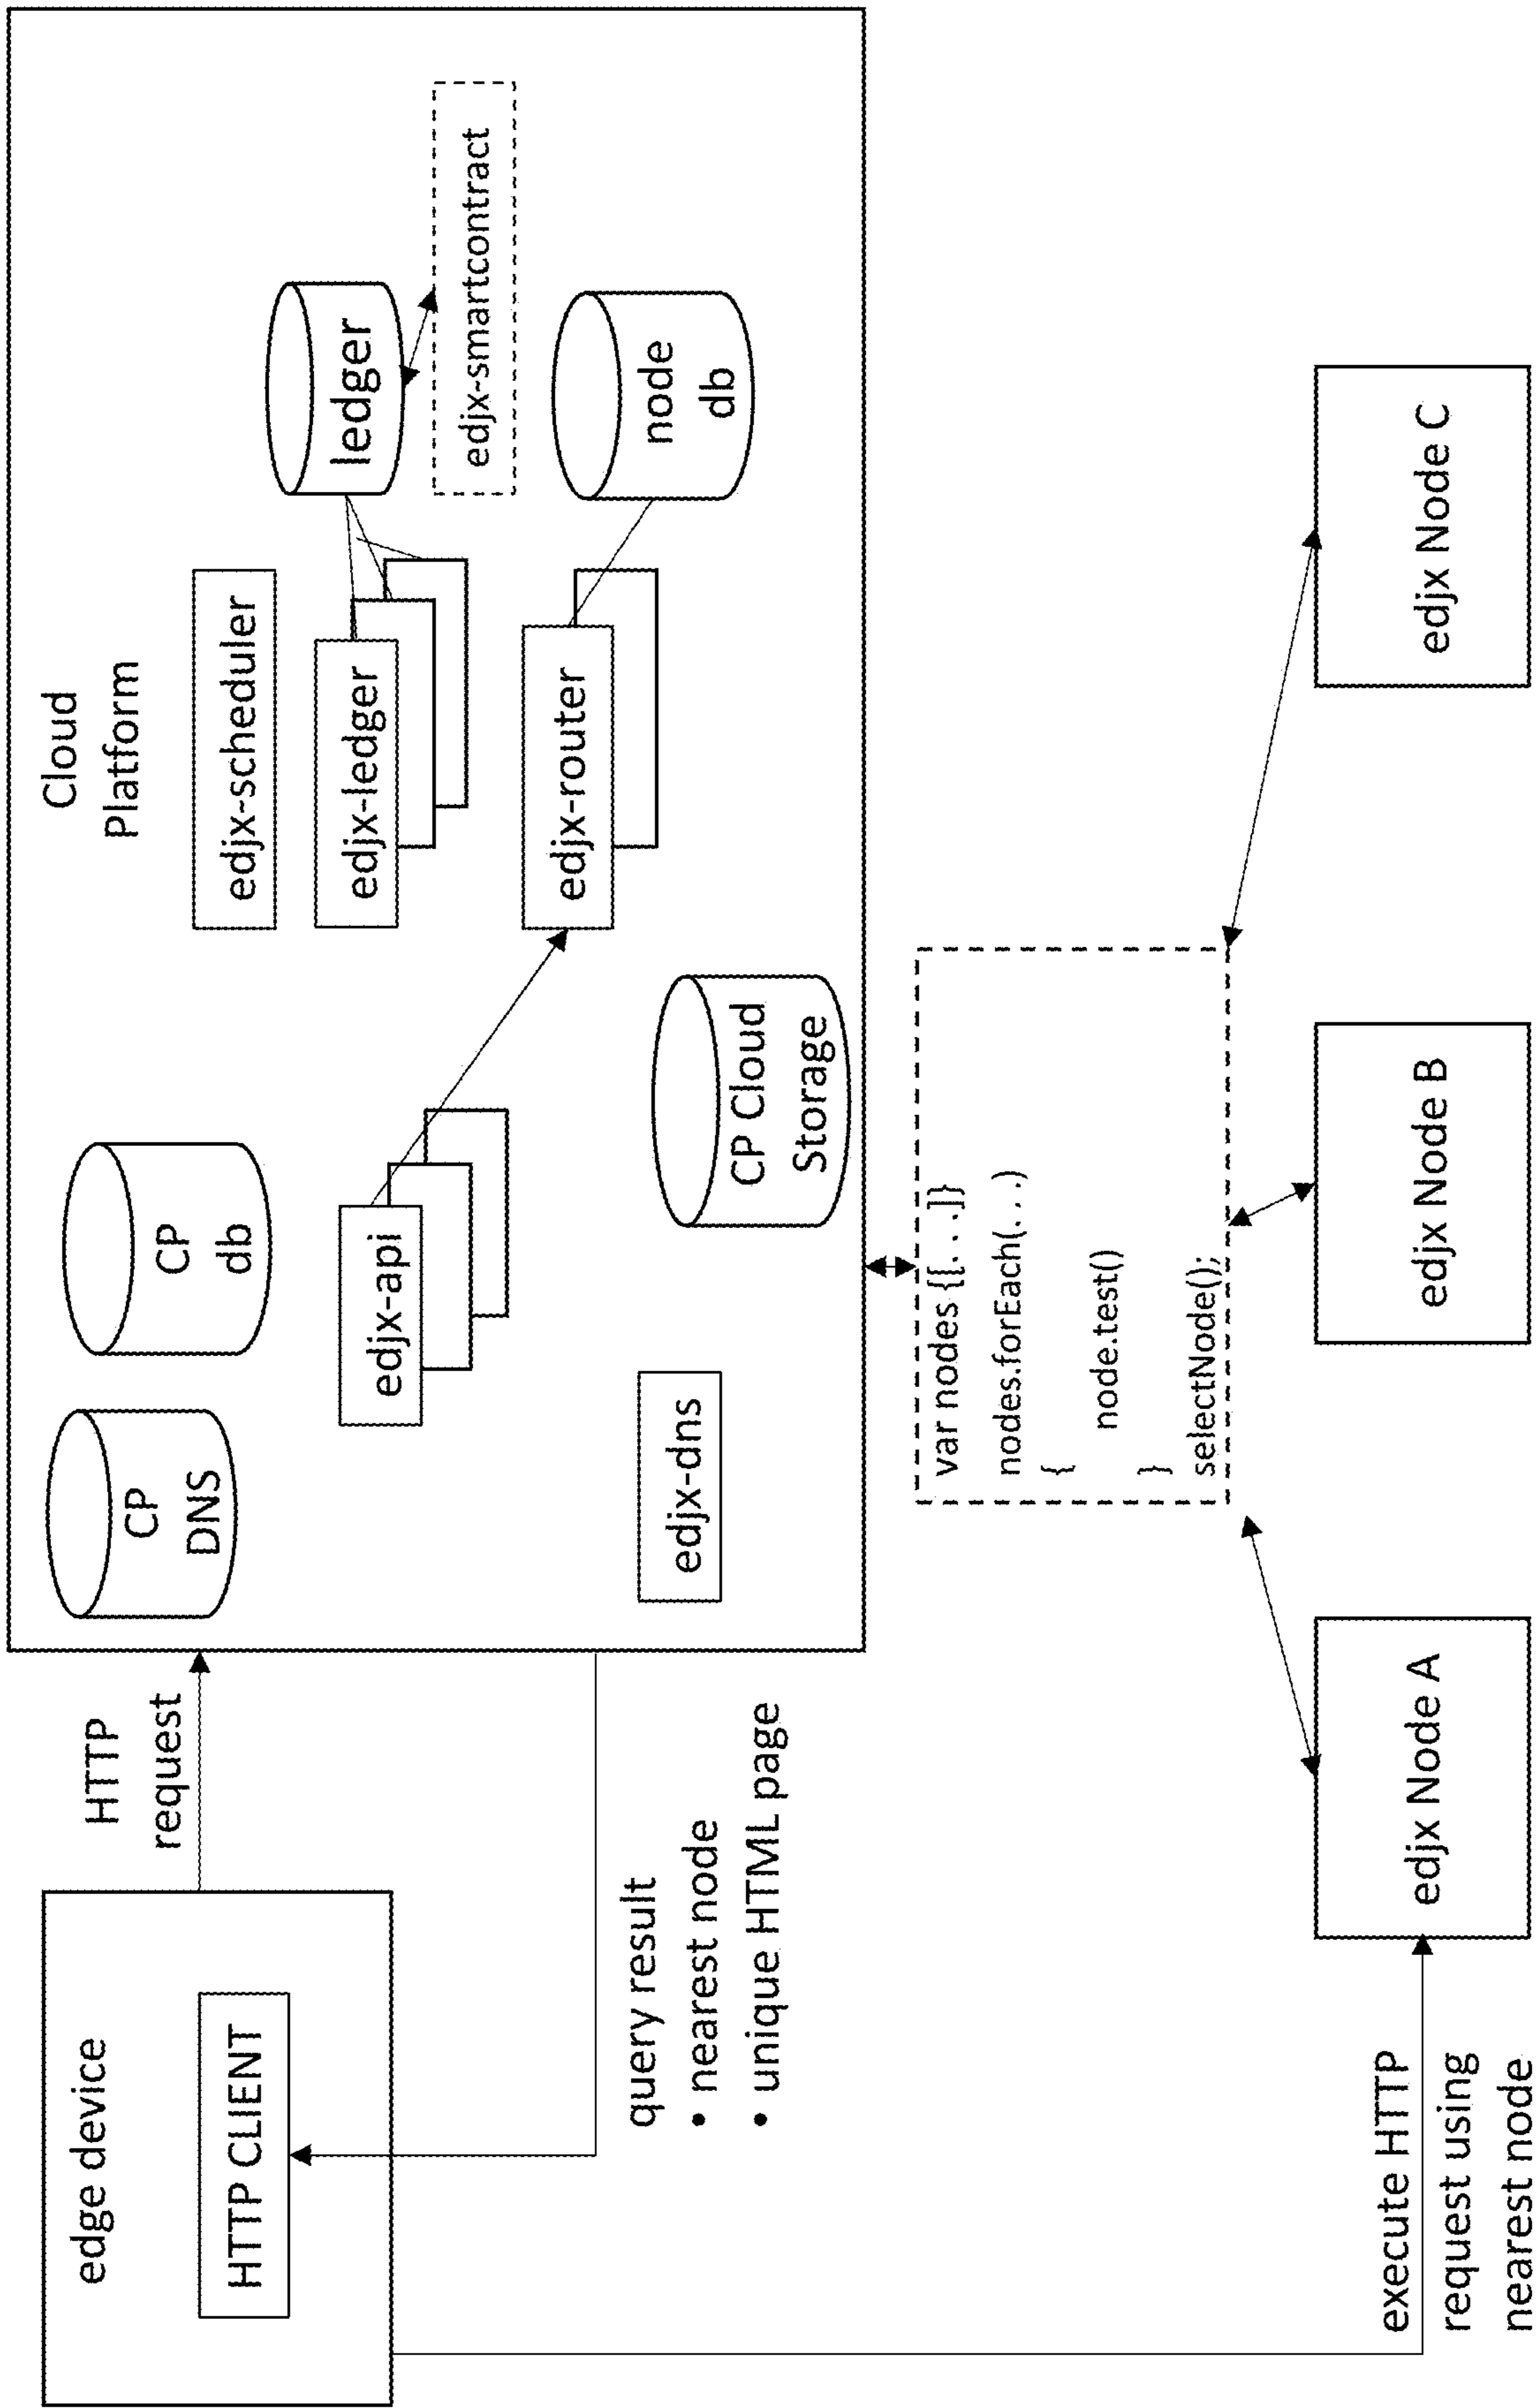 edge device
HTTP CLIENT
HTTP
request
query result
• nearest node
• unique HTML page
execute HTTP
request using
nearest node
Cloud
Platform
CP
DNS
CP
db
edjx-api
edjx-dns
CP Cloud
Storage
edjx-scheduler
edjx-ledger
edjx-router
ledger
edjx-smartcontract
node
db
var nodes {[. . .]}
nodes.forEach(. . .)
{
node.test()
}
selectNode();
edjx Node A
edjx Node B
edjx Node C